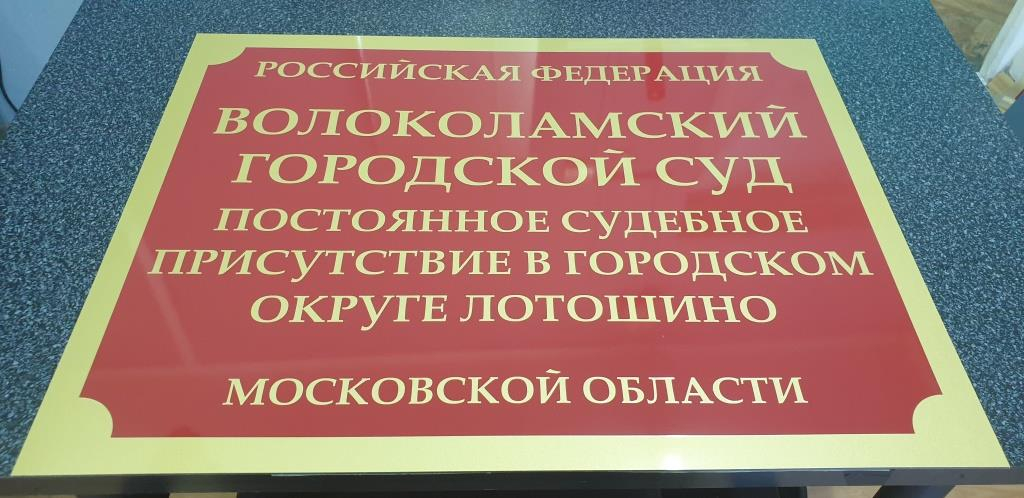 РОССИЙСКАЯ ФЕДЕРАЦИЯ
ВОЛОКОЛАМСКИЙ
ГОРОДСКОЙ СУД
ПОСТОЯННОЕ СУДЕБНОЕ
ПРИСУТСТВИЕ В ГОРОДСКОМ
ОКРУГЕ ЛОТОШИНО
МОСКОВСКОЙ ОБЛАСТИ